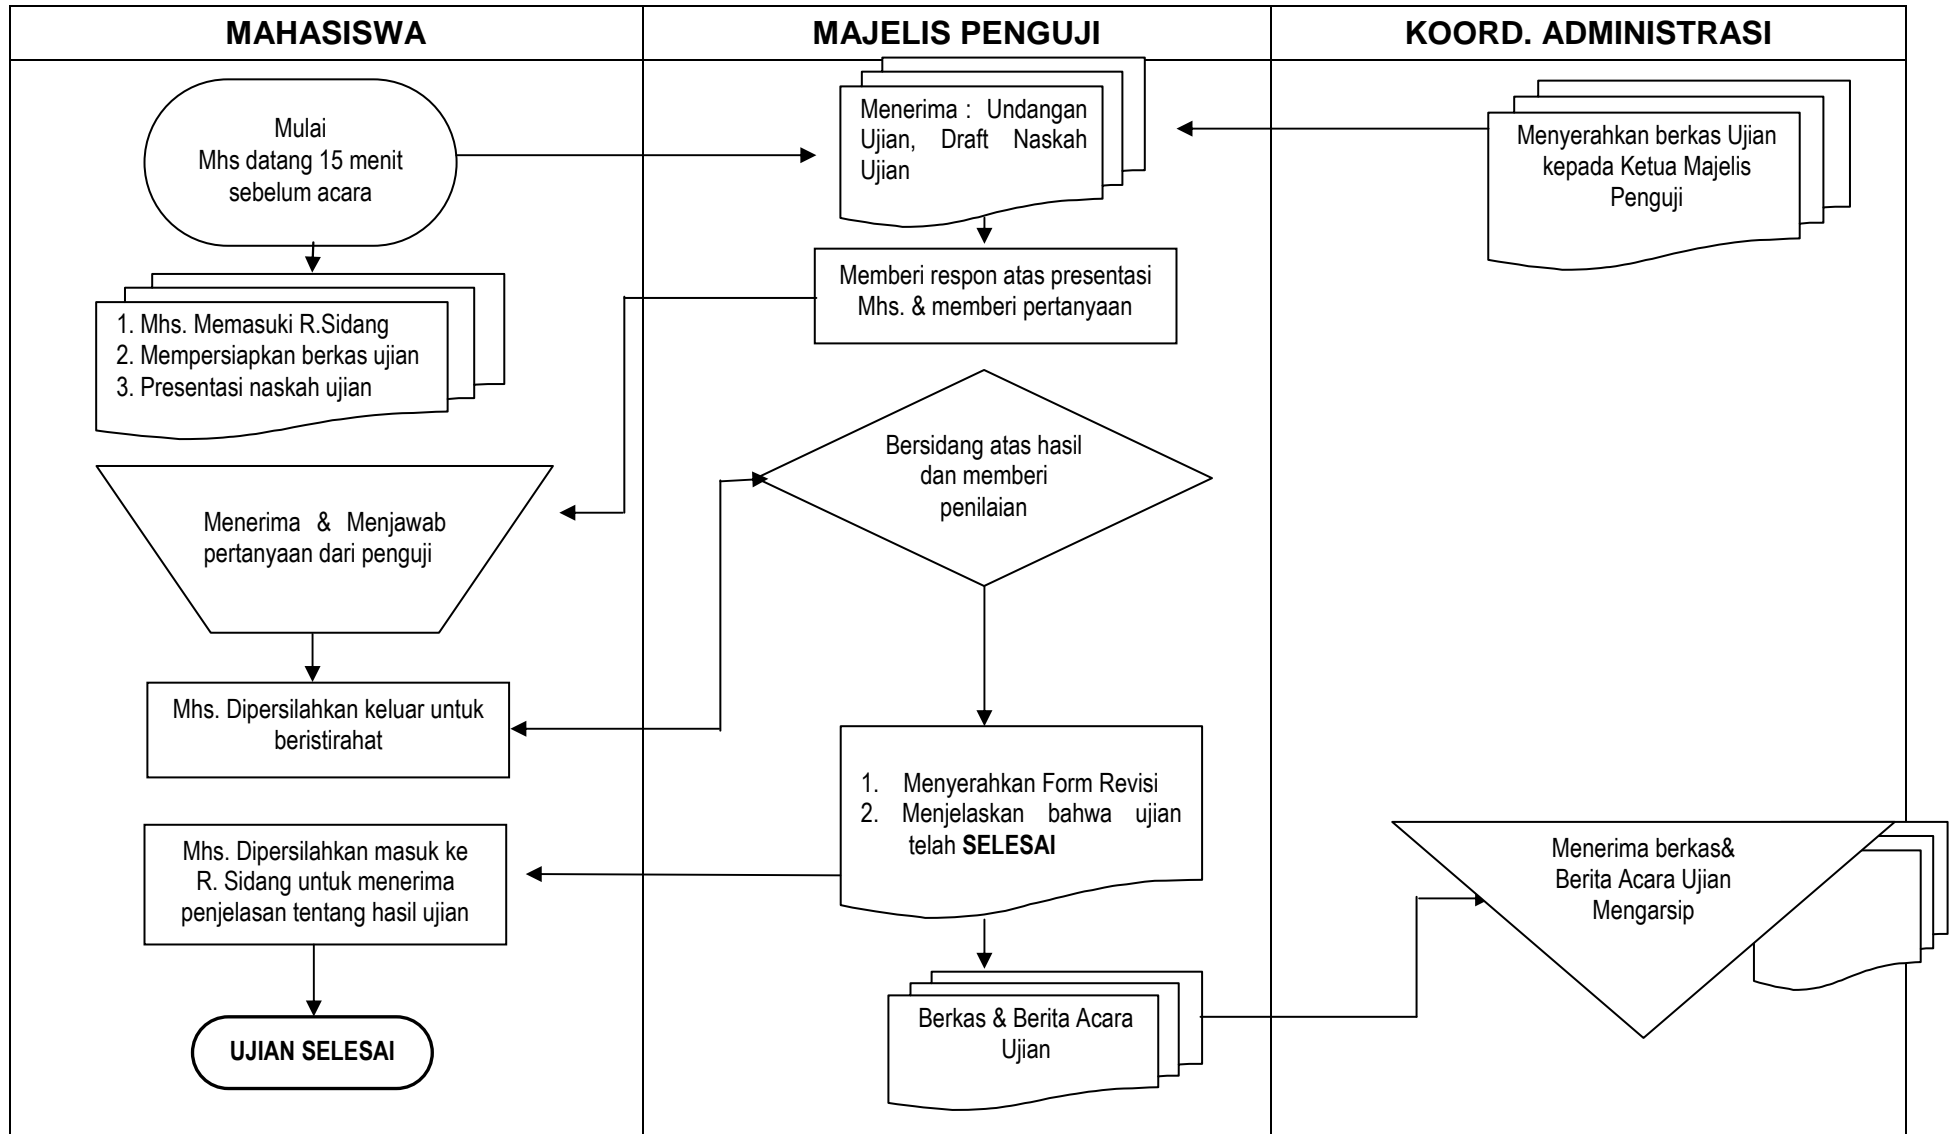 MAHASISWA
MAJELIS PENGUJI
KOORD. ADMINISTRASI
Mulai
Mhs datang 15 menit
sebelum acara
Menerima : Undangan
Ujian, Draft Naskah
Ujian
Menyerahkan berkas Ujian
kepada Ketua Majelis
Penguji
1. Mhs. Memasuki R.Sidang
2. Mempersiapkan berkas ujian
3. Presentasi naskah ujian
Memberi respon atas presentasi
Mhs. & memberi pertanyaan
Menerima & Menjawab
pertanyaan dari penguji
Bersidang atas hasil
dan memberi
penilaian
Mhs. Dipersilahkan keluar untuk
beristirahat
1. Menyerahkan Form Revisi
2. Menjelaskan bahwa ujian
telah SELESAI
Mhs. Dipersilahkan masuk ke
R. Sidang untuk menerima
penjelasan tentang hasil ujian
Menerima berkas&
Berita Acara Ujian
Mengarsip
Berkas & Berita Acara
Ujian
UJIAN SELESAI